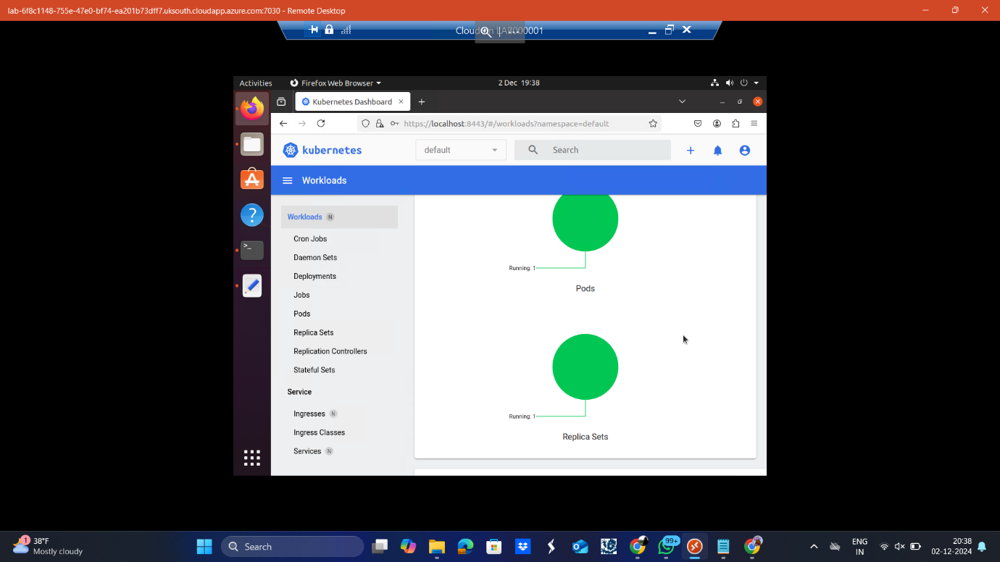 lab-6f8c1148-755e-47e0-bf74-ea201b73dff7.uksouth.cloudapp.azure.com:7030 - Remote Desktop
LAB000001
Activities
Firefox Web Browser
2 Dec 19:38
Kubernetes Dashboard
https://localhost:8443/#/workloads?namespace=default
kubernetes
default
Search
Workloads
Workloads N
Cron Jobs
Daemon Sets
Deployments
Jobs
Pods
Replica Sets
Replication Controllers
Stateful Sets
Service
Ingresses N
Ingress Classes
Services N
Running: 1
Pods
Running: 1
Replica Sets
1
38°F
Mostly cloudy
Search
99+
ENG
IN
20:38
02-12-2024